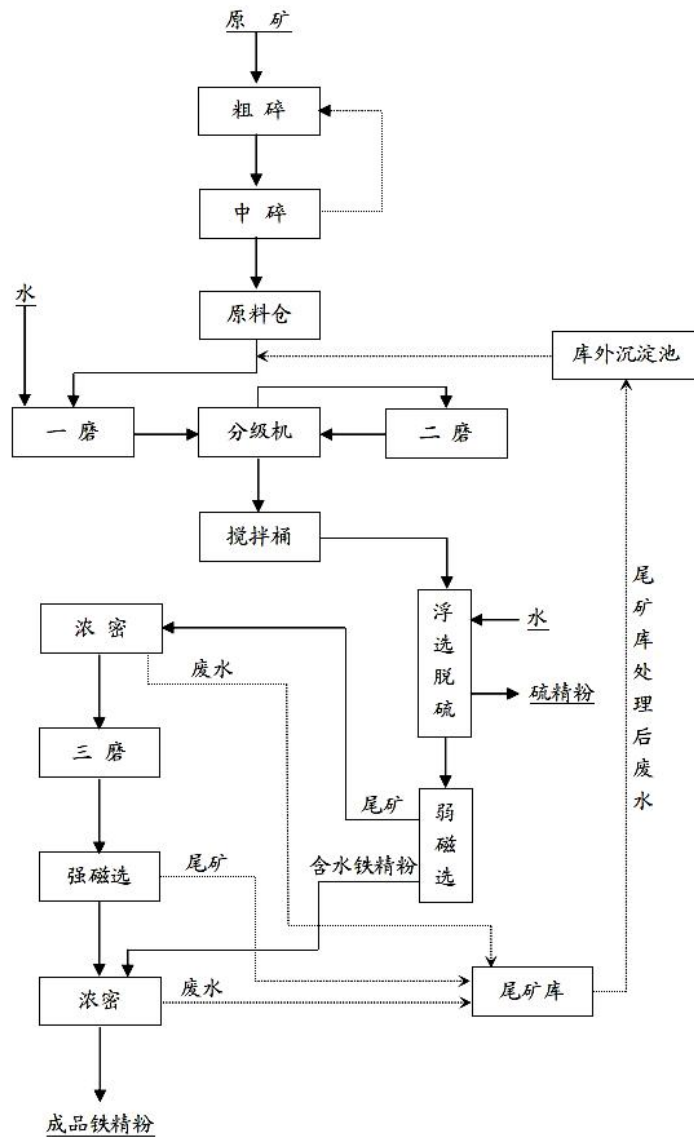 原 矿
粗 碎
中 碎
水
原料仓
库外沉淀池
一 磨
分级机
二 磨
搅拌桶
浮选脱硫
水
硫精粉
尾矿库处理后废水
浓 密
废水
三 磨
尾矿
弱磁选
强磁选
尾矿
含水铁精粉
浓密
废水
尾矿库
成品铁精粉